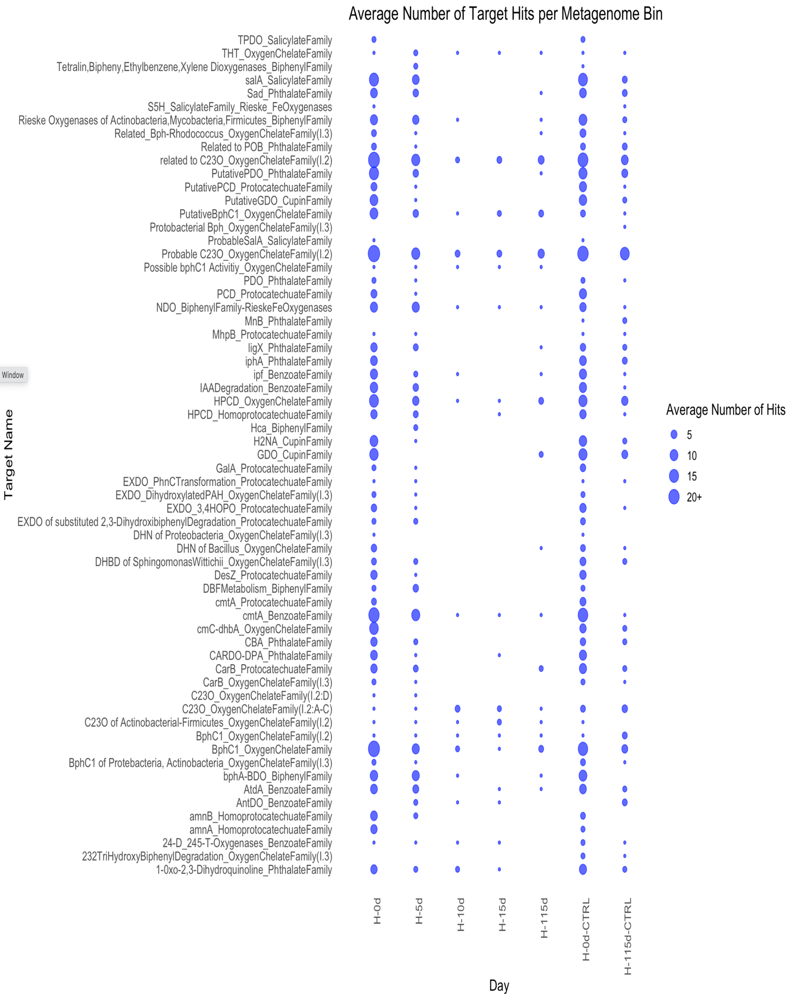 Average Number of Target Hits per Metagenome Bin
TPDO_SalicylateFamily
THT_OxygenChelateFamily
Tetralin,Bipheny,Ethylbenzene,Xylene Dioxygenases_BiphenylFamily
salA_SalicylateFamily
Sad_PhthalateFamily
S5H_SalicylateFamily_Rieske_FeOxygenases
Rieske Oxygenases of Actinobacteria,Mycobacteria,Firmicutes_BiphenylFamily
Related_Bph-Rhodococcus_OxygenChelateFamily(I.3)
Related to POB_PhthalateFamily
related to C23O_OxygenChelateFamily(I.2)
PutativePDO_PhthalateFamily
PutativePCD_ProtocatechuateFamily
PutativeGDO_CupinFamily
PutativeBphC1_OxygenChelateFamily
Protobacterial Bph_OxygenChelateFamily(I.3)
ProbableSalA_SalicylateFamily
Probable C23O_OxygenChelateFamily(I.2)
Possible bphC1 Activitiy_OxygenChelateFamily
PDO_PhthalateFamily
PCD_ProtocatechuateFamily
NDO_BiphenylFamily-RieskeFeOxygenases
MnB_PhthalateFamily
MhpB_ProtocatechuateFamily
ligX_PhthalateFamily
iphA_PhthalateFamily
Window
ipf_BenzoateFamily
IAADegradation_BenzoateFamily
HPCD_OxygenChelateFamily
HPCD_HomoprotocatechuateFamily
Hca_BiphenylFamily
H2NA_CupinFamily
GDO_CupinFamily
GalA_ProtocatechuateFamily
EXDO_PhnCTransformation_ProtocatechuateFamily
EXDO_DihydroxylatedPAH_OxygenChelateFamily(I.3)
EXDO_3,4HOPO_ProtocatechuateFamily
EXDO of substituted 2,3-DihydroxibiphenylDegradation_ProtocatechuateFamily
DHN of Proteobacteria_OxygenChelateFamily(I.3)
DHN of Bacillus_OxygenChelateFamily
DHBD of SphingomonasWittichii_OxygenChelateFamily(I.3)
DesZ_ProtocatechuateFamily
DBFMetabolism_BiphenylFamily
cmtA_ProtocatechuateFamily
cmtA_BenzoateFamily
cmC-dhbA_OxygenChelateFamily
CBA_PhthalateFamily
CARDO-DPA_PhthalateFamily
CarB_ProtocatechuateFamily
CarB_OxygenChelateFamily(I.3)
C23O_OxygenChelateFamily(I.2:D)
C23O_OxygenChelateFamily(I.2:A-C)
C23O of Actinobacterial-Firmicutes_OxygenChelateFamily(I.2)
BphC1_OxygenChelateFamily(I.2)
BphC1_OxygenChelateFamily
BphC1 of Protebacteria, Actinobacteria_OxygenChelateFamily(I.3)
bphA-BDO_BiphenylFamily
AtdA_BenzoateFamily
AntDO_BenzoateFamily
amnB_HomoprotocatechuateFamily
amnA_HomoprotocatechuateFamily
24-D_245-T-Oxygenases_BenzoateFamily
232TriHydroxyBiphenylDegradation_OxygenChelateFamily(I.3)
1-0xo-2,3-Dihydroquinoline_PhthalateFamily
Target Name
H-0d
H-5d
H-10d
H-15d
H-115d
H-0d-CTRL
H-115d-CTRL
Day
Average Number of Hits
5
10
15
20+